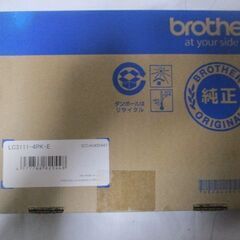 brother
at your side
ダンボールは
リサイクル
BROTHER
純正
ORIGINAL
LC3111-4PK-E